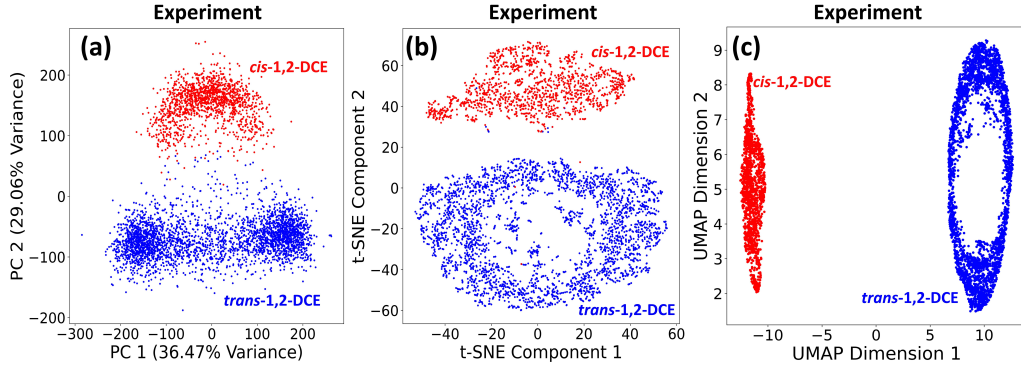 Experiment
(a)
cis-1,2-DCE
trans-1,2-DCE
PC 2 (29.06% Variance)
200
100
0
−100
−200
−300 −200 −100 0 100 200
PC 1 (36.47% Variance)
Experiment
(b)
cis-1,2-DCE
trans-1,2-DCE
t-SNE Component 2
60
40
20
0
−20
−40
−60
−40 −20 0 20 40 60
t-SNE Component 1
Experiment
(c)
cis-1,2-DCE
trans-1,2-DCE
UMAP Dimension 2
9
8
7
6
5
4
3
2
−10 −5 0 5 10
UMAP Dimension 1